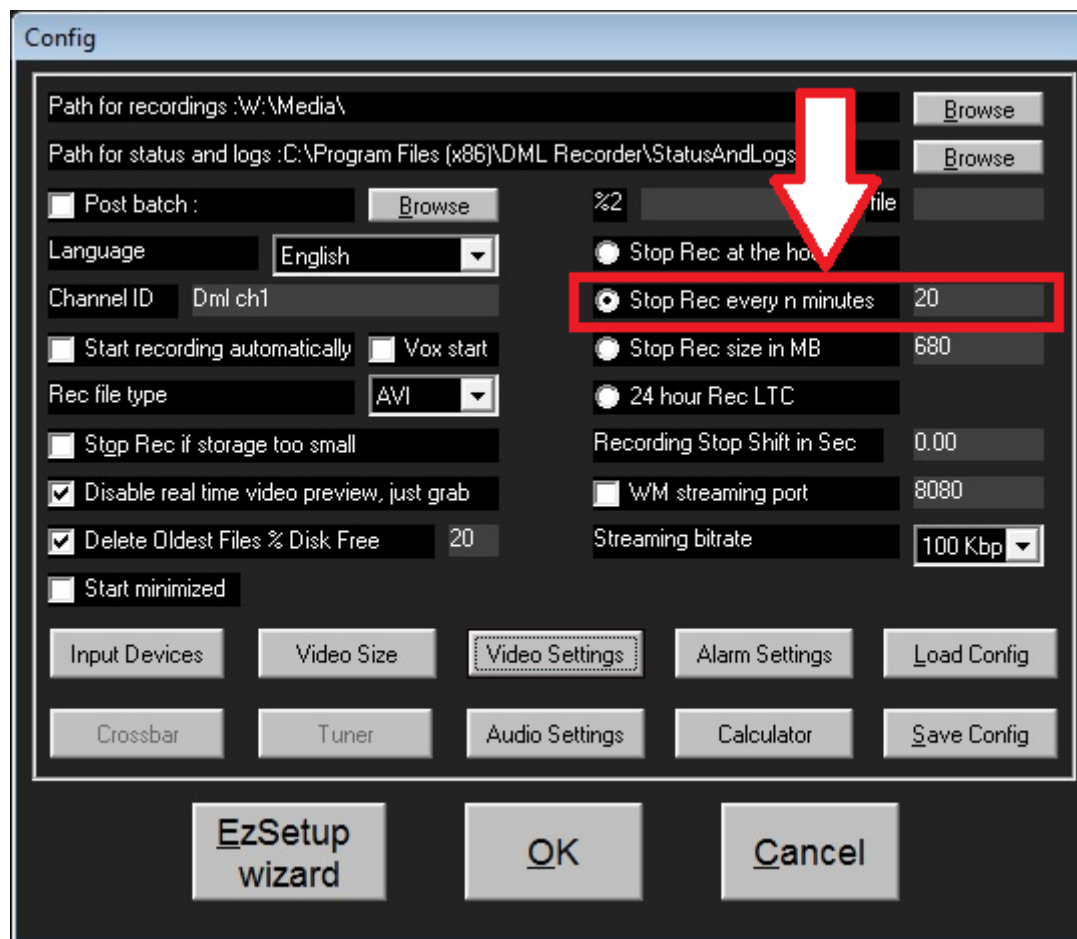 Config
Path for recordings :W:\Media\ Browse
Path for status and logs :C:\Program Files (x86)\DML Recorder\StatusAndLogs Browse
Post batch : Browse %2 file
Language English Stop Rec at the
Channel ID Dml ch1 Stop Rec every n minutes 20
Start recording automatically Vox start Stop Rec size in MB 680
Rec file type AVI 24 hour Rec LTC
Stop Rec if storage too small Recording Stop Shift in Sec 0.00
Disable real time video preview, just grab WM streaming port 8080
Delete Oldest Files % Disk Free 20 Streaming bitrate 100 Kbp
Start minimized
Input Devices Video Size Video Settings Alarm Settings Load Config
Crossbar Tuner Audio Settings Calculator Save Config
EzSetup
wizard OK Cancel